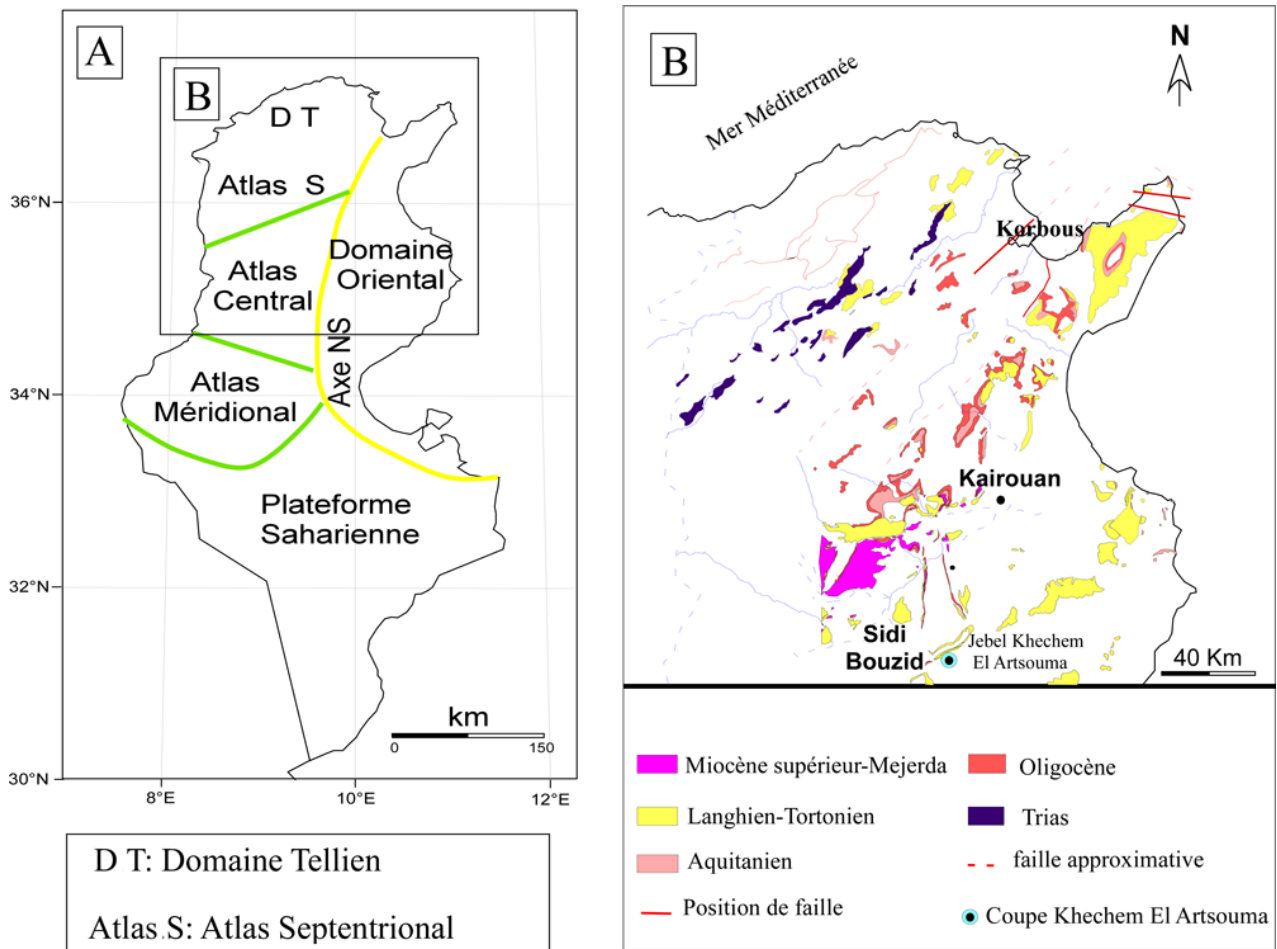 A
B
D T
Atlas S
36°N
Domaine
Oriental
Atlas
Central
Axe NS
Atlas
Méridional
34°N
Plateforme
Saharienne
32°N
km
0 150
30°N
8°E 10°E 12°E
D T: Domaine Tellien
Atlas S: Atlas Septentrional
B
N
Mer Méditerranée
Korbous
Kairouan
Sidi
Bouzid
Jebel Khechem
El Artsouma
40 Km
Miocène supérieur-Mejerda
Oligocène
Langhien-Tortonien
Trias
Aquitanien
faille approximative
Position de faille
Coupe Khechem El Artsouma